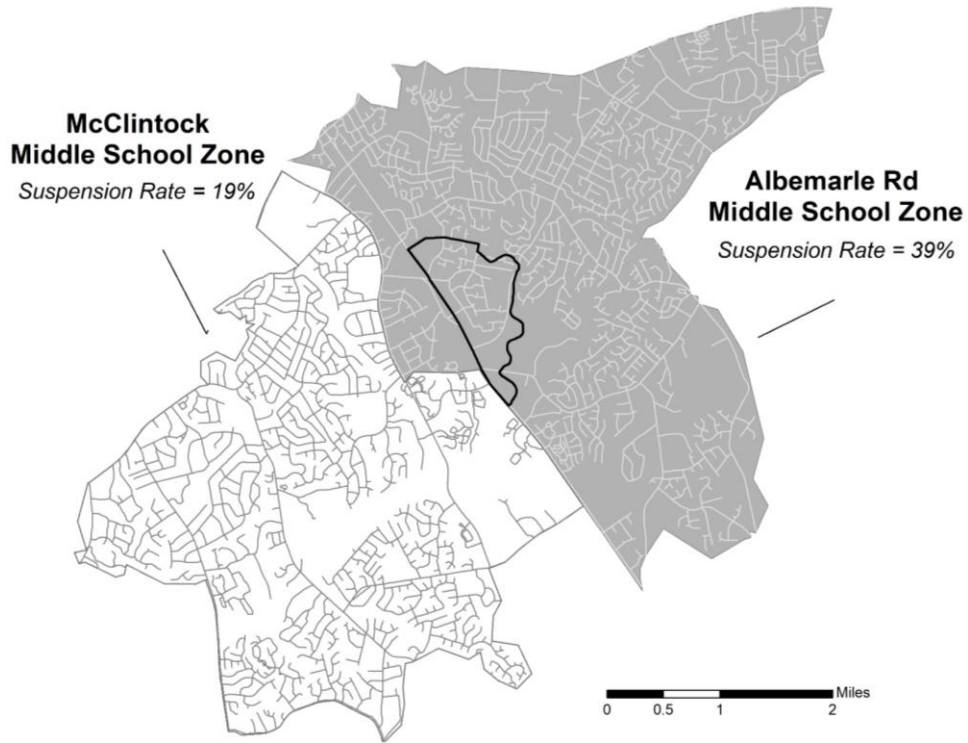 McClintock
Middle School Zone
Suspension Rate = 19%
Albemarle Rd
Middle School Zone
Suspension Rate = 39%
Miles
0 0.5 1 2